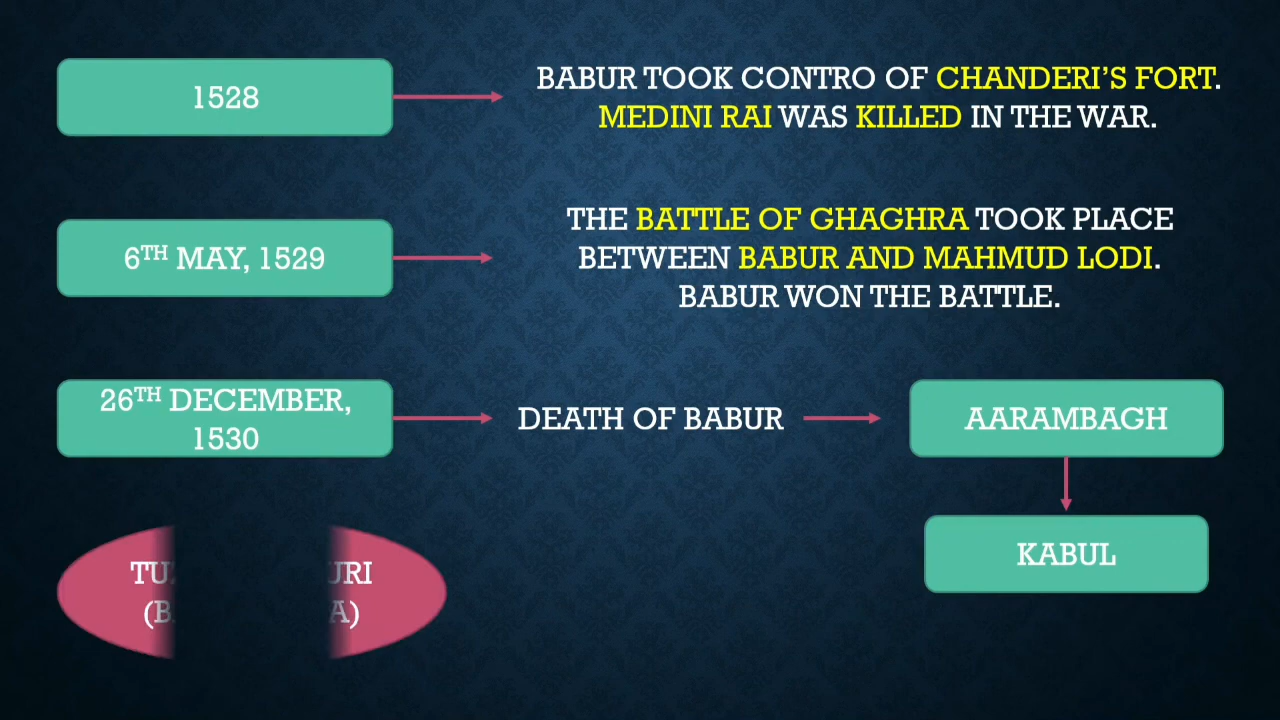 1528
BABUR TOOK CONTRO OF CHANDERI'S FORT.
MEDINI RAI WAS KILLED IN THE WAR.
6TH MAY, 1529
THE BATTLE OF GHAGHRA TOOK PLACE
BETWEEN BABUR AND MAHMUD LODI.
BABUR WON THE BATTLE.
26TH DECEMBER,
1530
DEATH OF BABUR
AARAMBAGH
KABUL